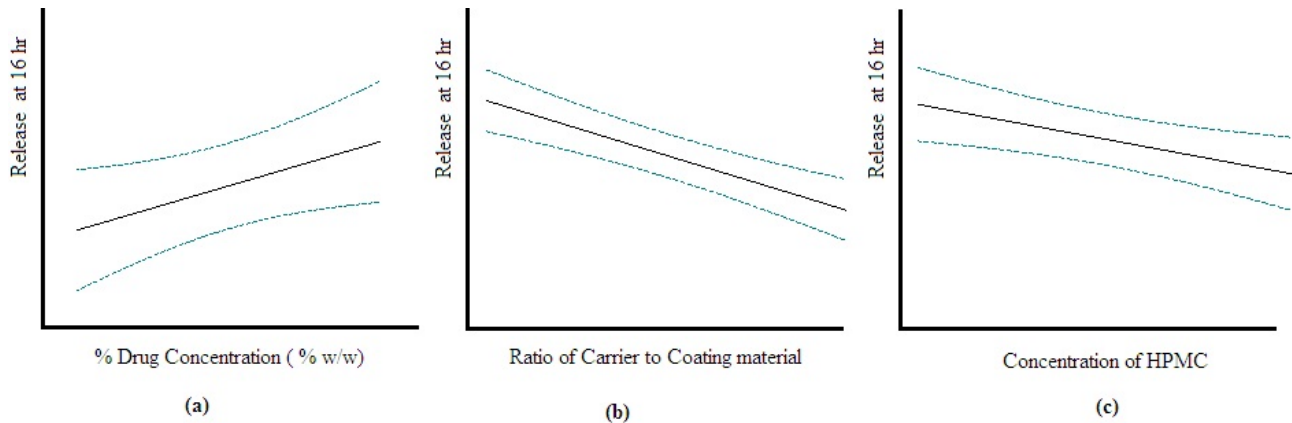 Release at 16 hr
% Drug Concentration ( % w/w)
(a)
Release at 16 hr
Ratio of Carrier to Coating material
(b)
Release at 16 hr
Concentration of HPMC
(c)